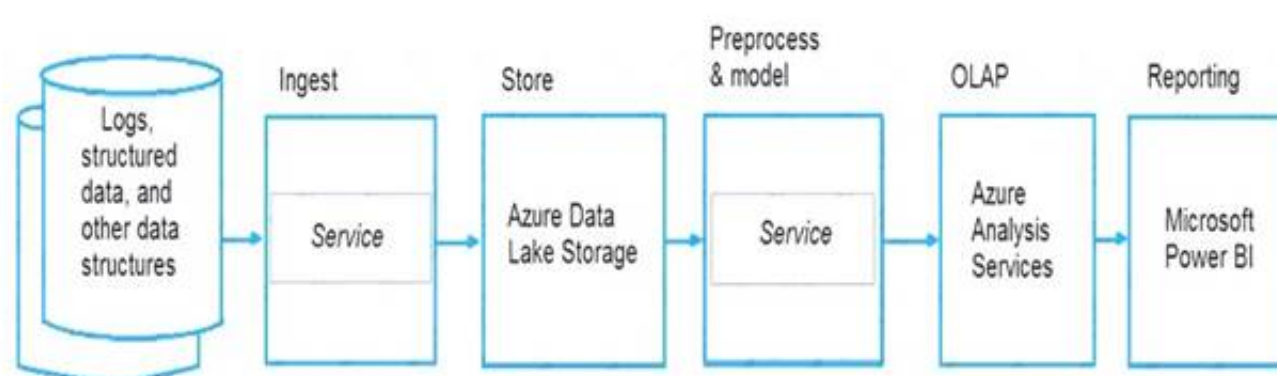 Logs,
structured
data, and
other data
structures
Ingest
Service
Store
Azure Data
Lake Storage
Preprocess
& model
Service
OLAP
Azure
Analysis
Services
Reporting
Microsoft
Power BI